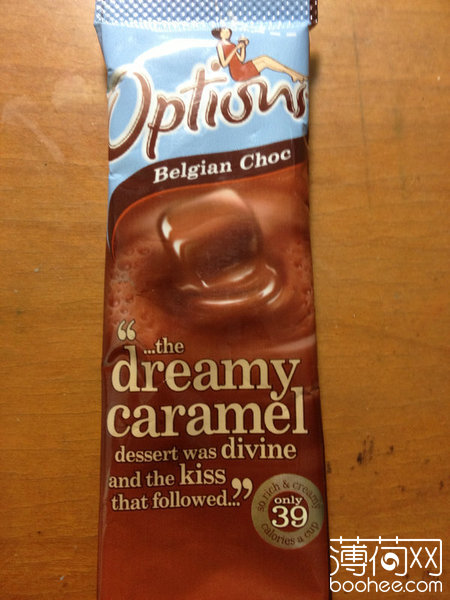 Options
Belgian Choc
“...the
dreamy
caramel
dessert was divine
and the kiss
that followed...”
so rich & creamy
only
39
calories a cup
薄荷网
boohee.com